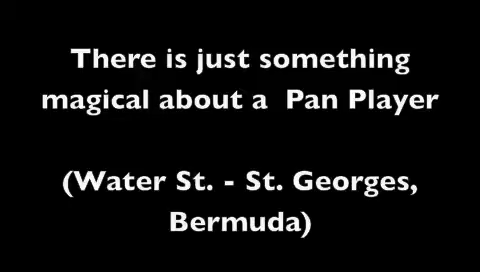 There is just something
magical about a  Pan Player
(Water St. - St. Georges,
Bermuda)